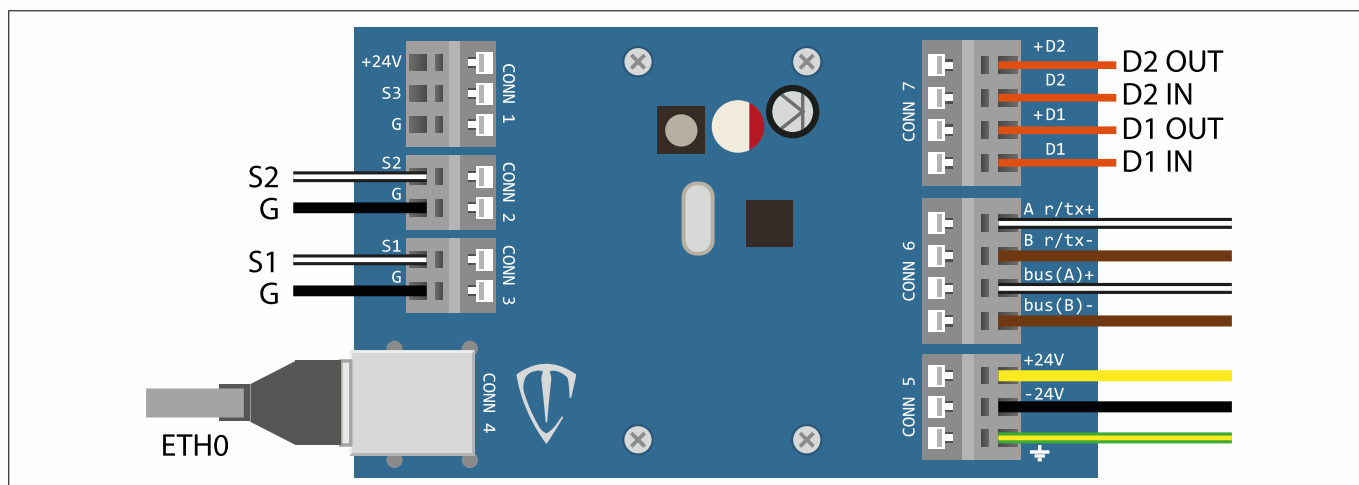 +24V
S3
G
CONN 1
S2
S2
G
G
CONN 2
S1
S1
G
G
CONN 3
CONN 4
ETH0
CONN 7
+D2
D2 OUT
D2
D2 IN
+D1
D1 OUT
D1
D1 IN
CONN 6
A r/tx+
B r/tx-
bus(A)+
bus(B)-
CONN 5
+24V
-24V